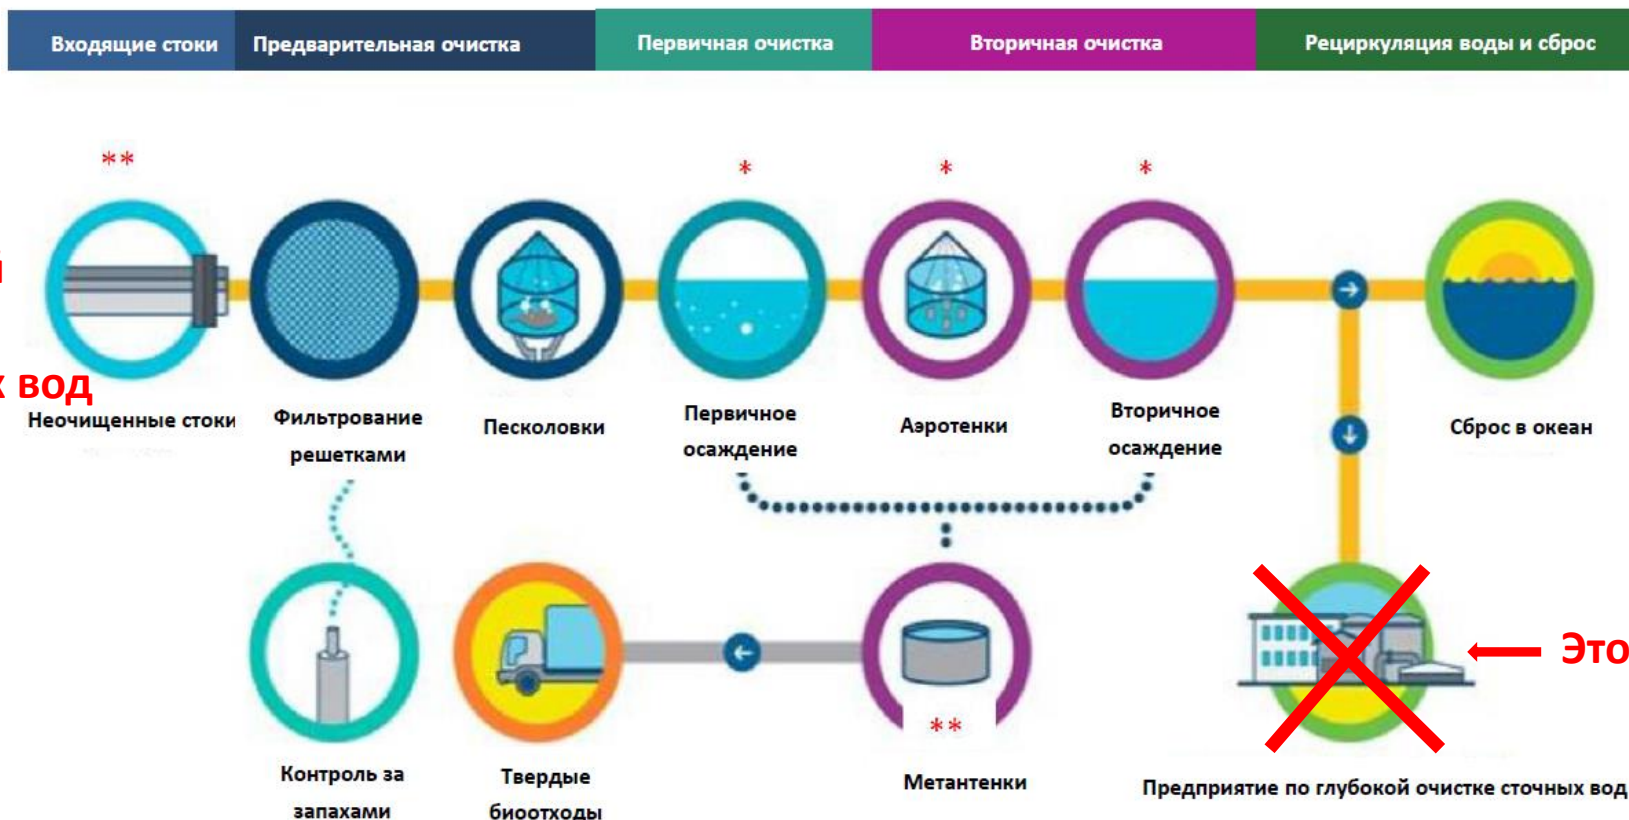 Входящие стоки
Предварительная очистка
Первичная очистка
Вторичная очистка
Рециркуляция воды и сброс
**
*
*
*
вод
Неочищенные стоки
Фильтрование
решетками
Песколовки
Первичное
осаждение
Аэротенки
Вторичное
осаждение
Сброс в океан
Это
**
Контроль за
запахами
Твердые
биоотходы
Метантенки
Предприятие по глубокой очистке сточных вод